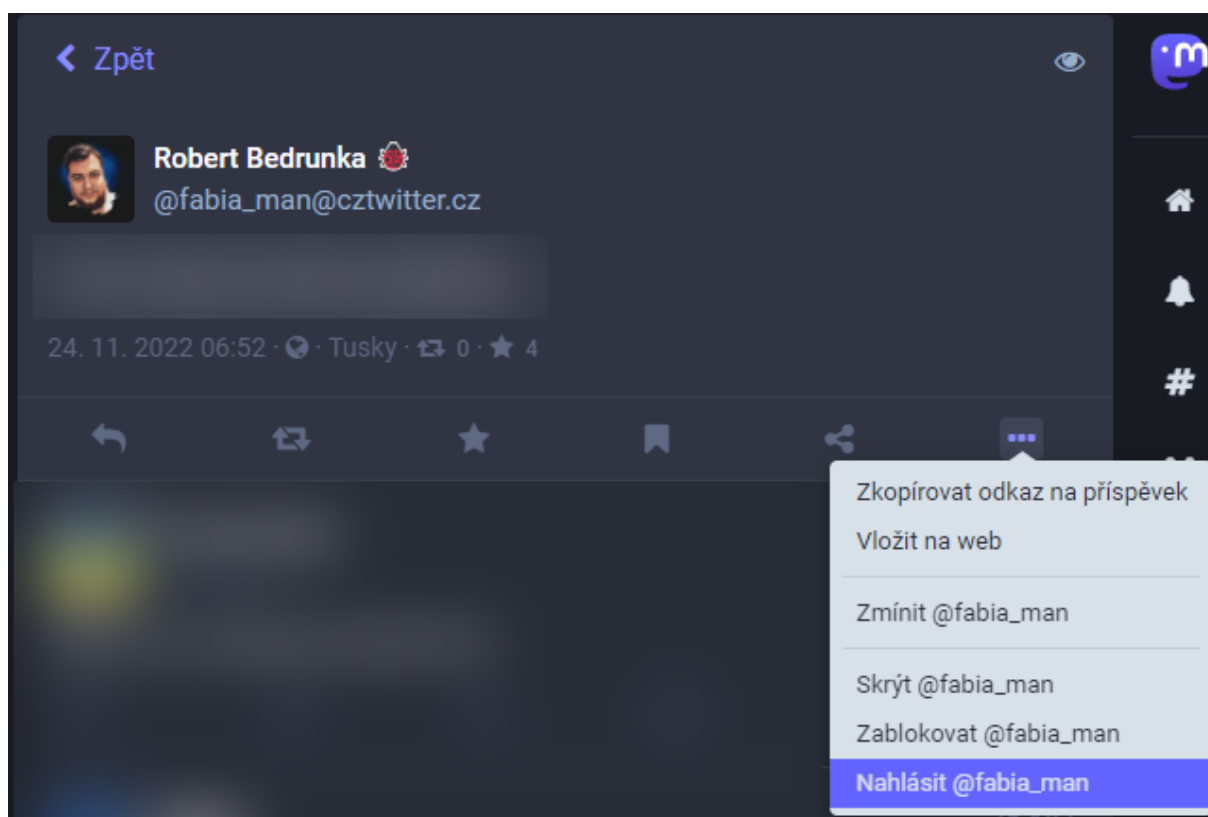 Zpět
Robert Bedrunka 🐞
@fabia_man@cztwitter.cz
24. 11. 2022 06:52 · · Tusky · 0 · 4
Zkopírovat odkaz na příspěvek
Vložit na web
Zmínit @fabia_man
Skrýt @fabia_man
Zablokovat @fabia_man
Nahlásit @fabia_man